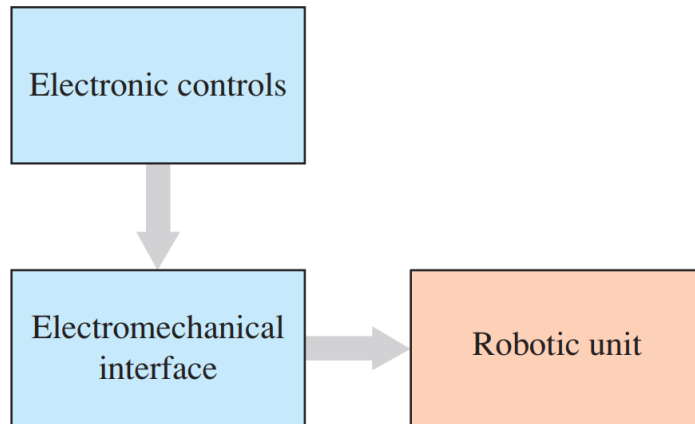 Electronic controls
Electromechanical
interface
Robotic unit